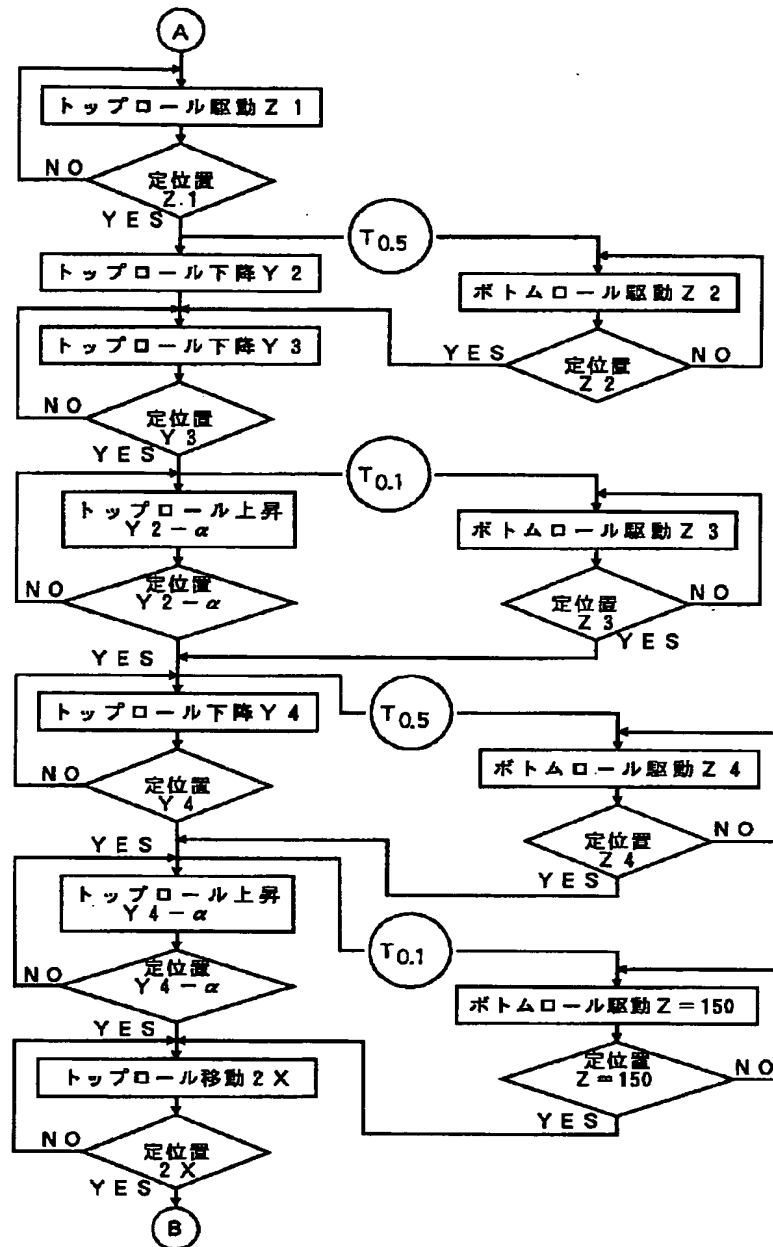 A
トップロール駆動Z1
NO
定位置
Z.1
YES
T0.5
トップロール下降Y2
ボトムロール駆動Z2
トップロール下降Y3
YES
定位置
Z2
NO
NO
定位置
Y3
YES
T0.1
トップロール上昇
Y2-α
ボトムロール駆動Z3
NO
定位置
Y2-α
定位置
Z3
NO
YES
YES
トップロール下降Y4
T0.5
ボトムロール駆動Z4
NO
定位置
Y4
定位置
Z4
NO
YES
YES
トップロール上昇
Y4-α
T0.1
NO
定位置
Y4-α
ボトムロール駆動Z=150
YES
定位置
Z=150
NO
トップロール移動2X
YES
NO
定位置
2X
YES
B